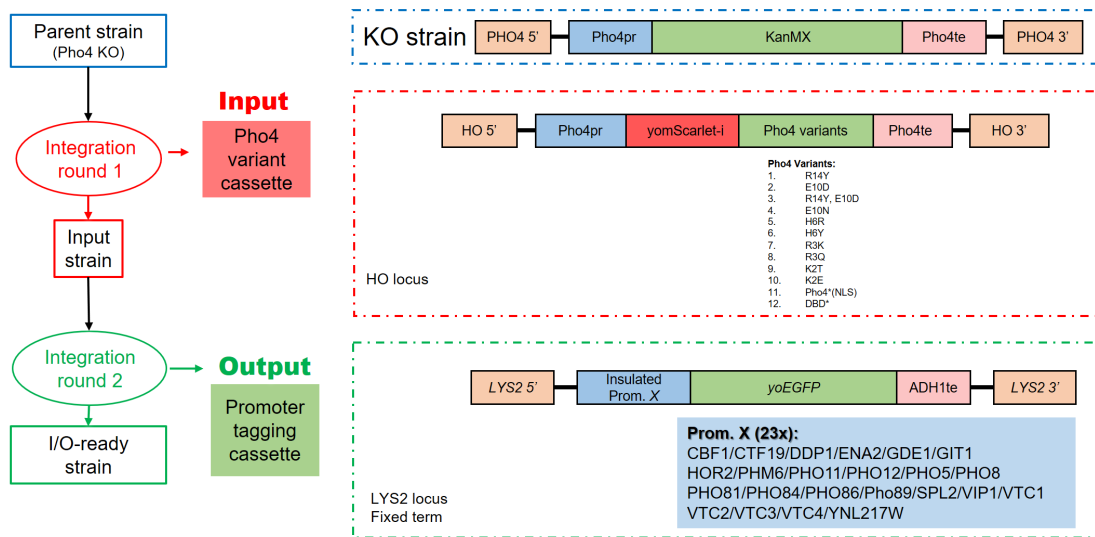 Parent strain
(Pho4 KO)
Integration
round 1
Input
Pho4
variant
cassette
Input
strain
Integration
round 2
Output
Promoter
tagging
cassette
I/O-ready
strain
KO strain
PHO4 5’
Pho4pr
KanMX
Pho4te
PHO4 3’
HO 5’
Pho4pr
yomScarlet-i
Pho4 variants
Pho4te
HO 3’
Pho4 Variants:
1. R14Y
2. E10D
3. R14Y, E10D
4. E10N
5. H6R
6. H6Y
7. R3K
8. R3Q
9. K2T
10. K2E
11. Pho4*(NLS)
12. DBD*
HO locus
LYS2 5’
Insulated
Prom. X
yoEGFP
ADH1te
LYS2 3’
Prom. X (23x):
CBF1/CTF19/DDP1/ENA2/GDE1/GIT1
HOR2/PHM6/PHO11/PHO12/PHO5/PHO8
PHO81/PHO84/PHO86/Pho89/SPL2/VIP1/VTC1
VTC2/VTC3/VTC4/YNL217W
LYS2 locus
Fixed term